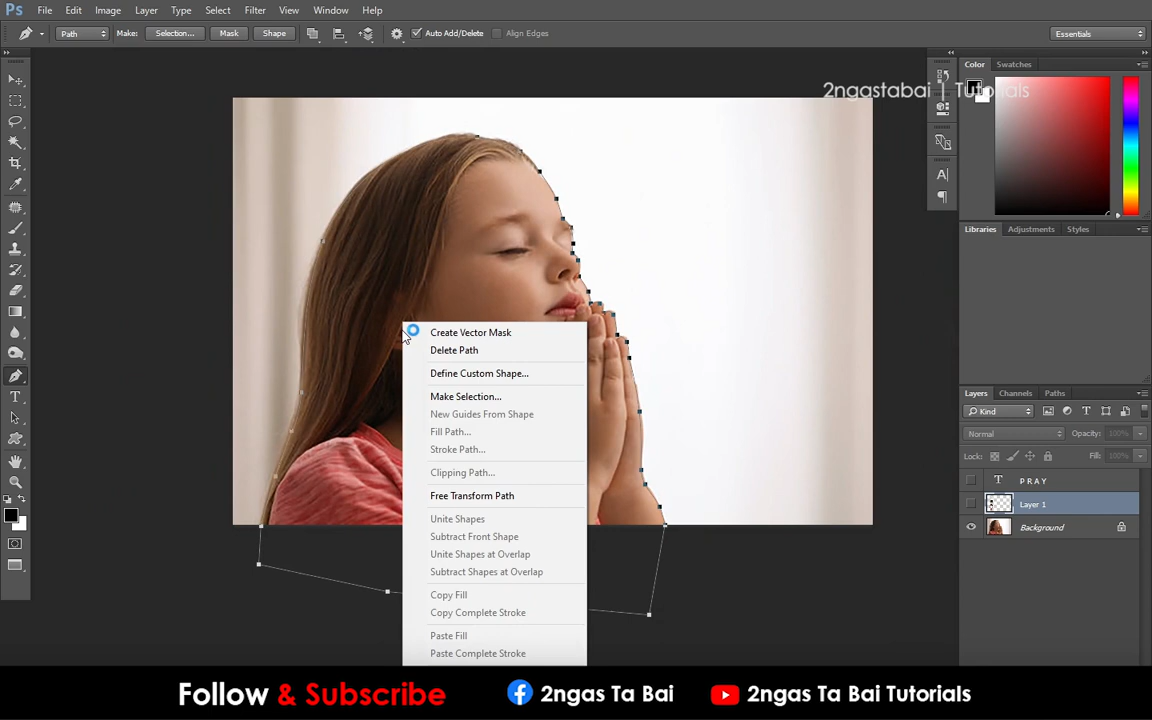 Ps File Edit Image Layer Type Select Filter View Window Help
Path Make: Selection... Mask Shape Auto Add/Delete Align Edges Essentials
Color Swatches
2ngastabai | Tutorials
Libraries Adjustments Styles
Create Vector Mask
Delete Path
Define Custom Shape...
Make Selection...
New Guides From Shape
Fill Path...
Stroke Path...
Clipping Path...
Free Transform Path
Unite Shapes
Subtract Front Shape
Unite Shapes at Overlap
Subtract Shapes at Overlap
Copy Fill
Copy Complete Stroke
Paste Fill
Paste Complete Stroke
Layers Channels Paths
Kind
Normal Opacity: 100%
Lock: Fill: 100%
T P R A Y
Layer 1
Background
Follow & Subscribe 2ngas Ta Bai 2ngas Ta Bai Tutorials